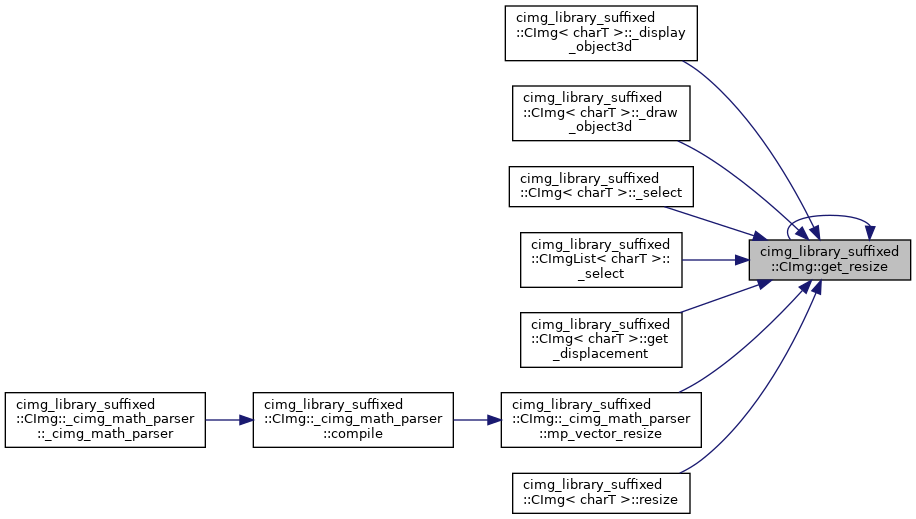 cimg_library_suffixed
::CImg< charT >::_display
_object3d
cimg_library_suffixed
::CImg< charT >::_draw
_object3d
cimg_library_suffixed
::CImg< charT >::_select
cimg_library_suffixed
::CImgList< charT >::
_select
cimg_library_suffixed
::CImg::get_resize
cimg_library_suffixed
::CImg< charT >::get
_displacement
cimg_library_suffixed
::CImg::_cimg_math_parser
::_cimg_math_parser
cimg_library_suffixed
::CImg::_cimg_math_parser
::compile
cimg_library_suffixed
::CImg::_cimg_math_parser
::mp_vector_resize
cimg_library_suffixed
::CImg< charT >::resize